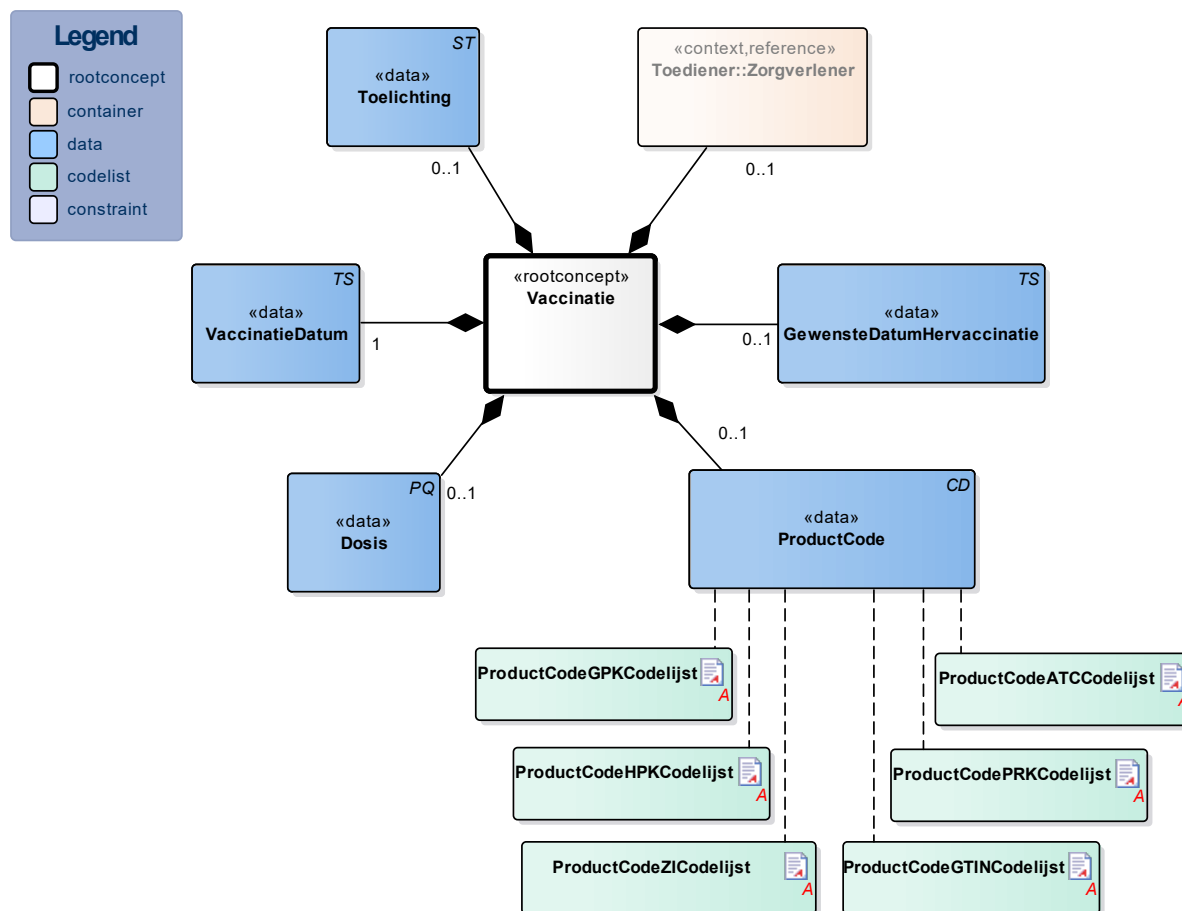 Legend
rootconcept
container
data
codelist
constraint
ST
«data»
Toelichting
0..1
«context,reference»
Toediener::Zorgverlener
0..1
TS
«data»
VaccinatieDatum
1
«rootconcept»
Vaccinatie
TS
«data»
GewensteDatumHervaccinatie
0..1
PQ
«data»
Dosis
0..1
0..1
CD
«data»
ProductCode
ProductCodeGPKCodelijst
A
ProductCodeATCCodelijst
A
ProductCodeHPKCodelijst
A
ProductCodePRKCodelijst
A
ProductCodeZICodelijst
A
ProductCodeGTINCodelijst
A